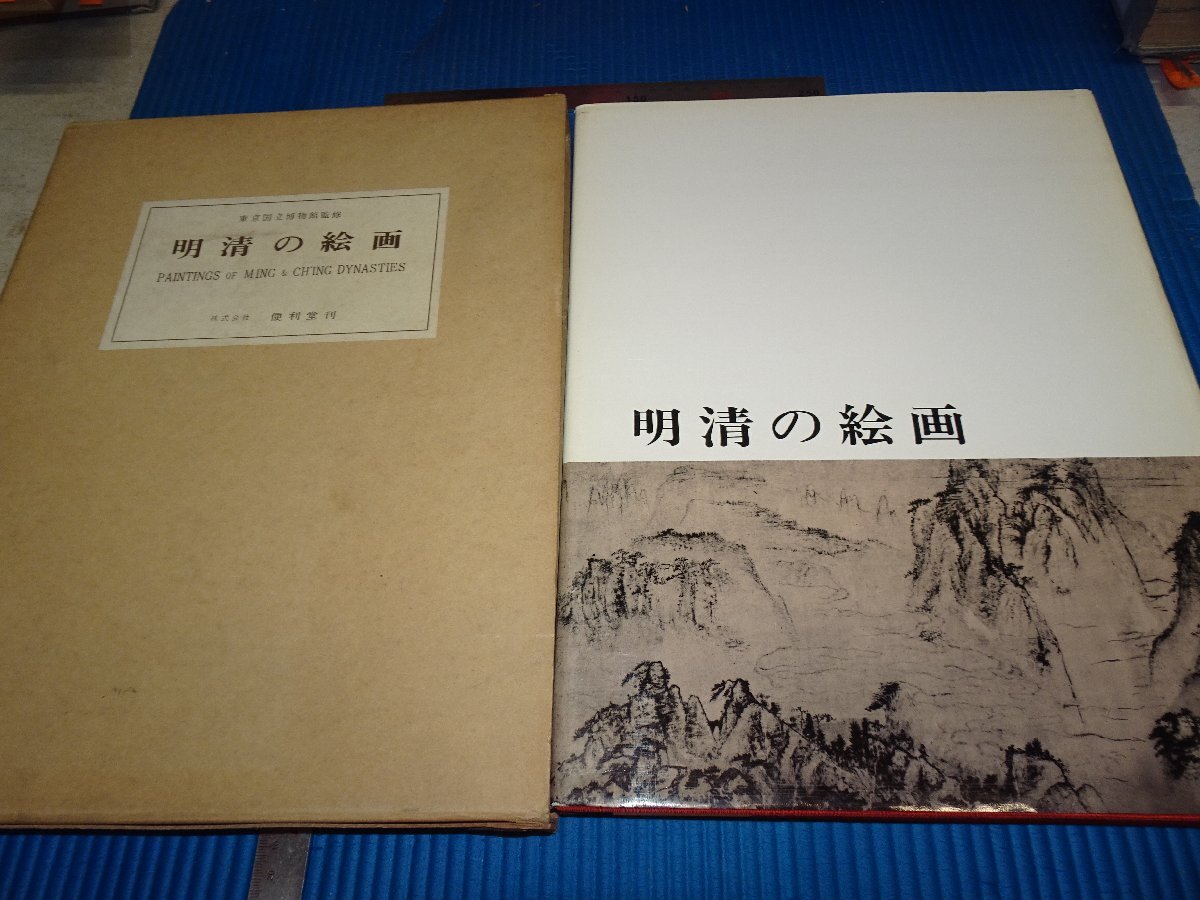 東京国立博物館監修
明清の絵画
PAINTINGS OF MING & CH'ING DYNASTIES
株式会社 便利堂刊
明清の絵画